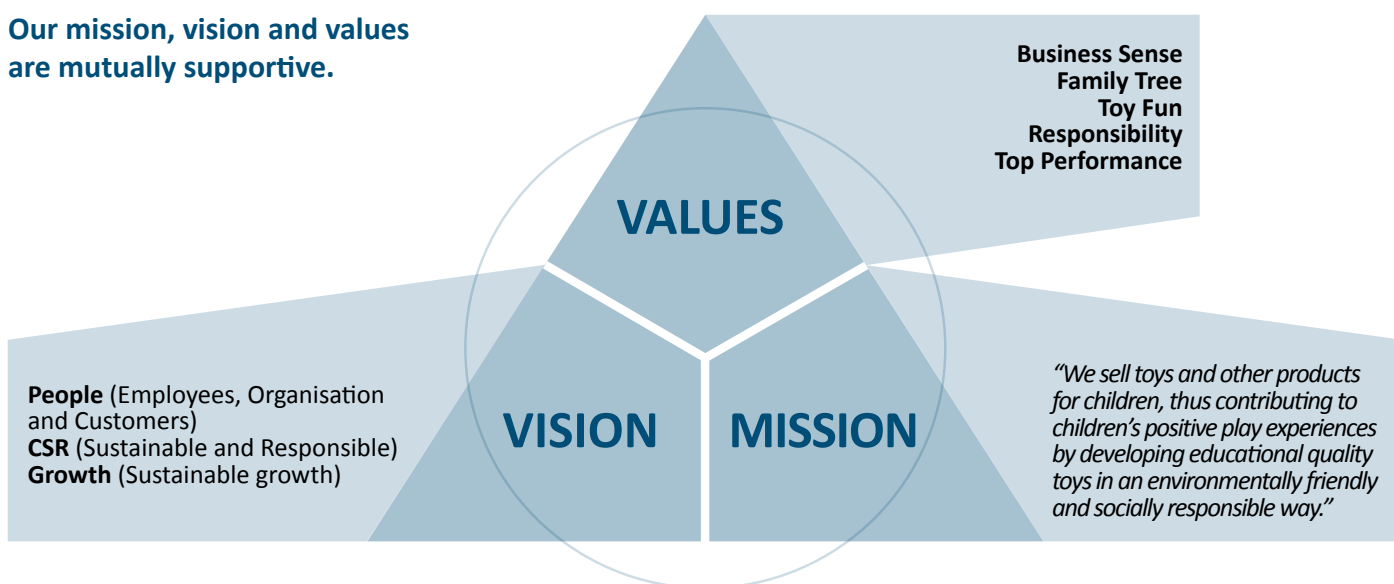 Our mission, vision and values
are mutually supportive.
Business Sense
Family Tree
Toy Fun
Responsibility
Top Performance
VALUES
People (Employees, Organisation
and Customers)
CSR (Sustainable and Responsible)
Growth (Sustainable growth)
VISION
MISSION
“We sell toys and other products
for children, thus contributing to
children’s positive play experiences
by developing educational quality
toys in an environmentally friendly
and socially responsible way.”